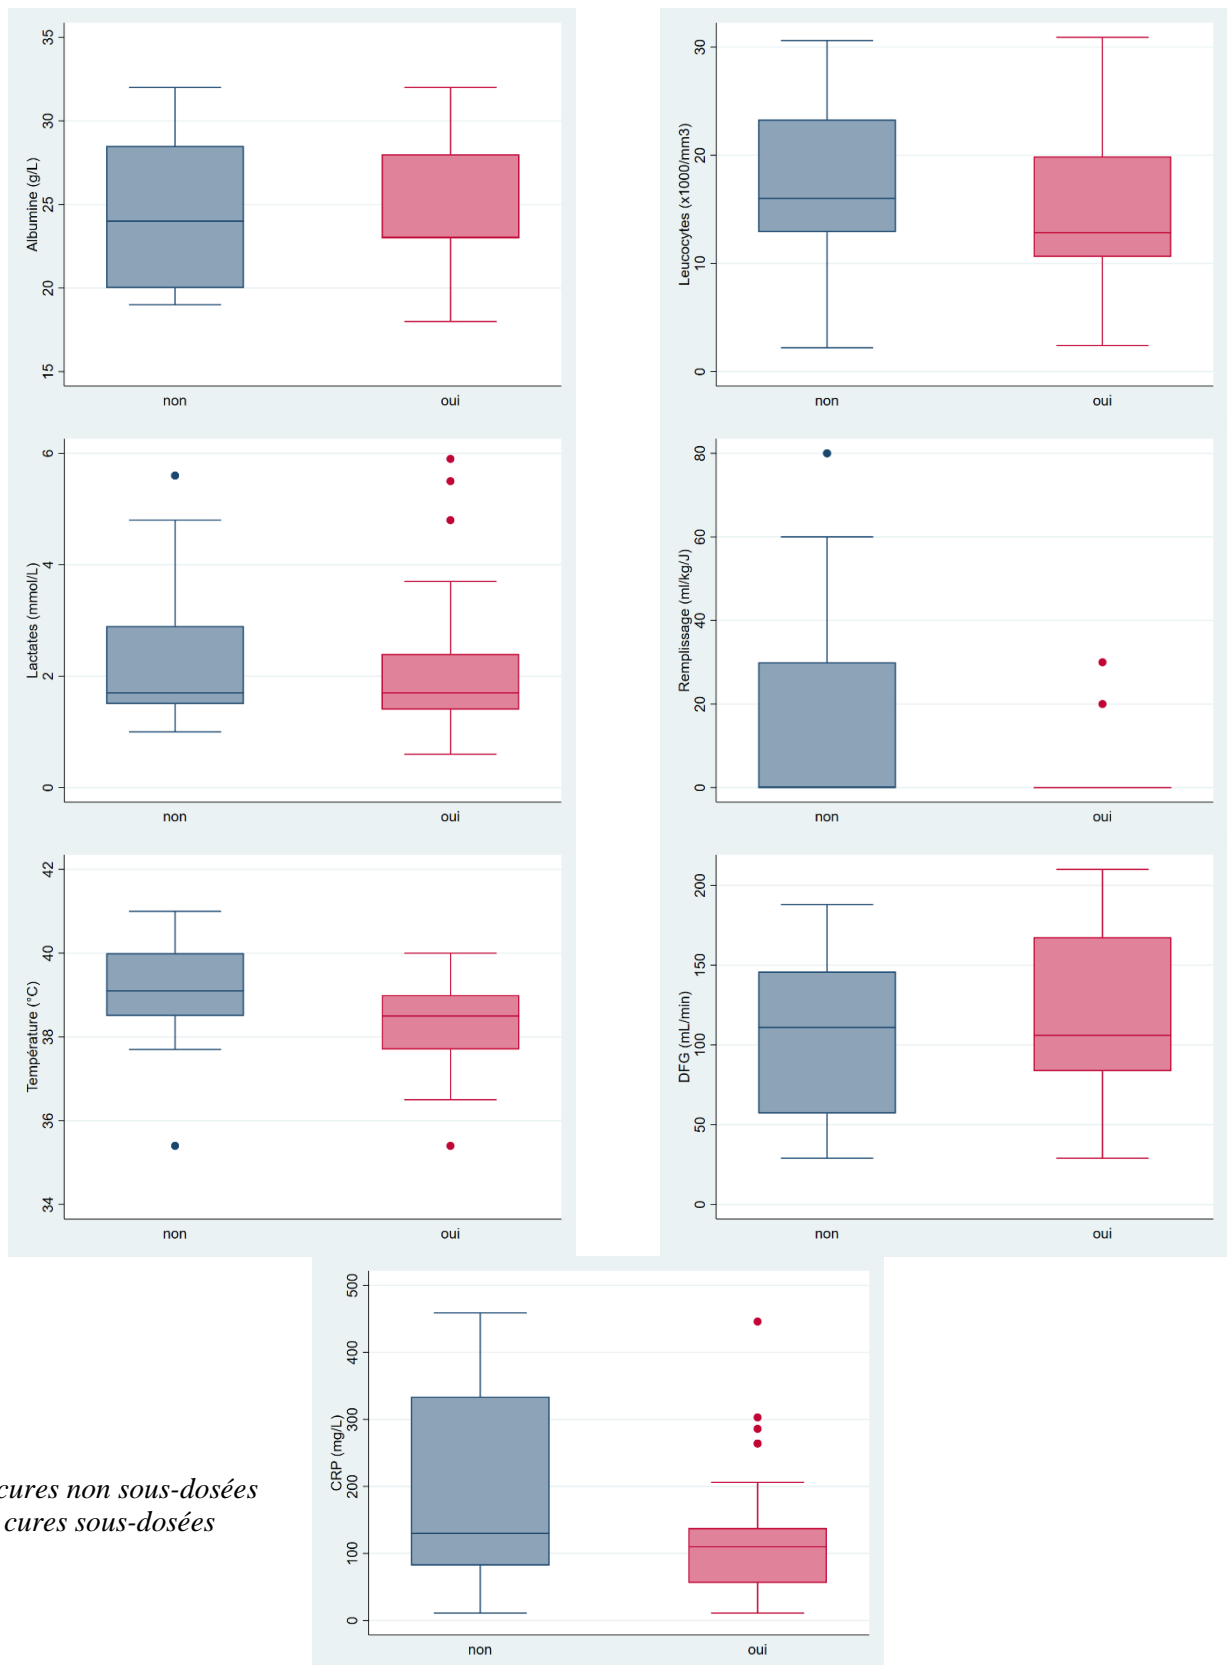 35
30
25
20
15
Albumine (g/L)
non
oui
30
20
10
0
Leucocytes (x1000/mm3)
non
oui
6
4
2
0
Lactates (mmol/L)
non
oui
80
60
40
20
0
Remplissage (ml/kg/J)
non
oui
42
40
38
36
34
Température (°C)
non
oui
200
150
100
50
0
DFG (mL/min)
non
oui
500
400
300
200
100
0
CRP (mg/L)
non
oui
cures non sous-dosées
cures sous-dosées